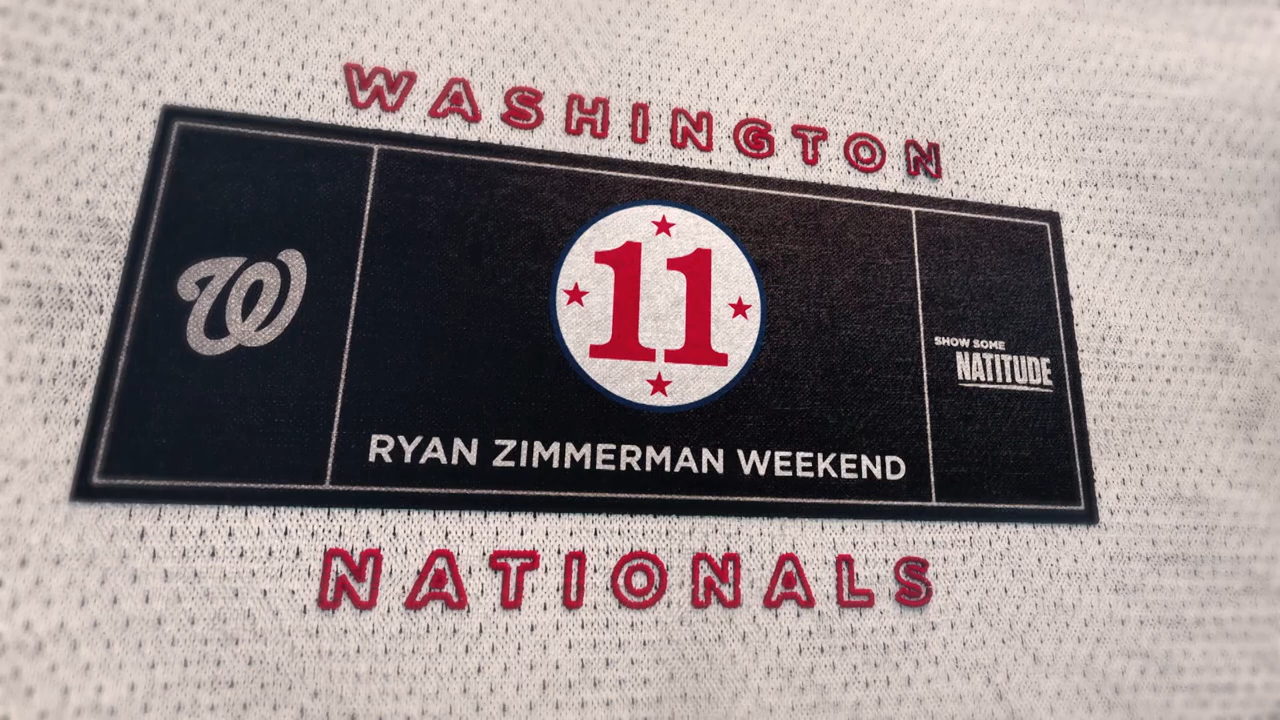 WASHINGTON
W
11
RYAN ZIMMERMAN WEEKEND
SHOW SOME
NATITUDE
NATIONALS